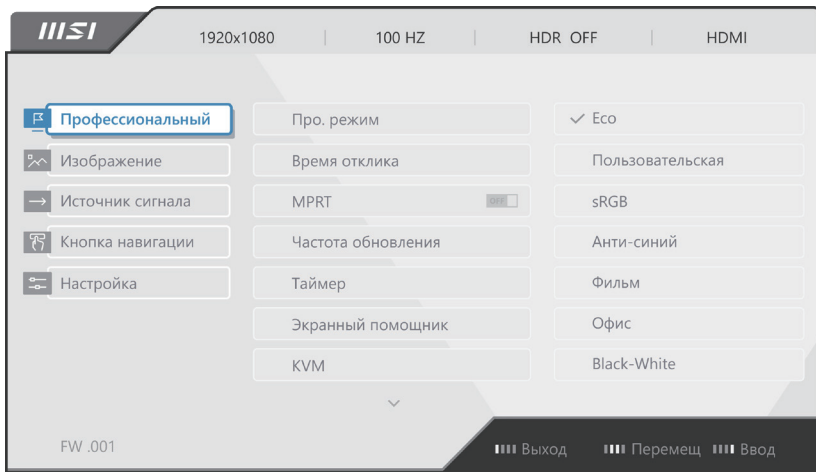 msi
1920x1080 100 HZ HDR OFF HDMI
Профессиональный Про. режим Eco
Изображение Время отклика Пользовательская
Источник сигнала MPRT OFF sRGB
Кнопка навигации Частота обновления Анти-синий
Настройка Таймер Фильм
Экранный помощник Офис
KVM Black-White
FW .001 Выход Перемещ Ввод